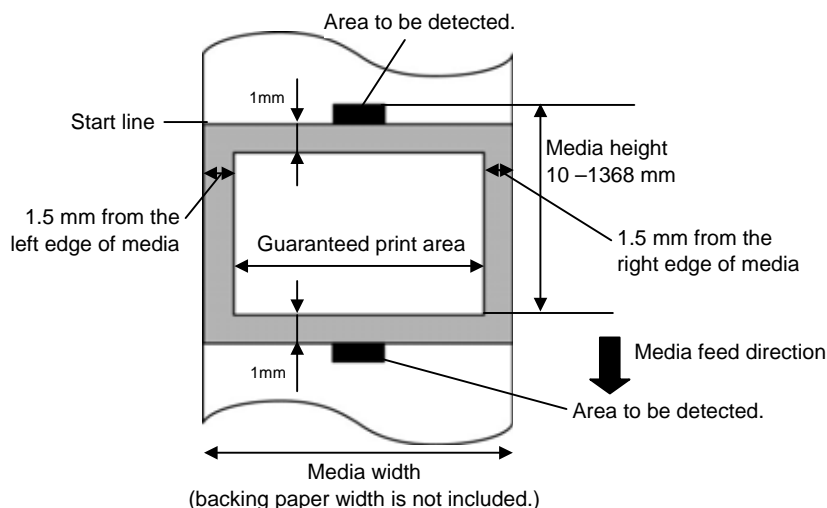 Area to be detected.
1mm
Start line
Media height
10 –1368 mm
1.5 mm from the
left edge of media
Guaranteed print area
1.5 mm from the
right edge of media
Media feed direction
1mm
Area to be detected.
Media width
(backing paper width is not included.)